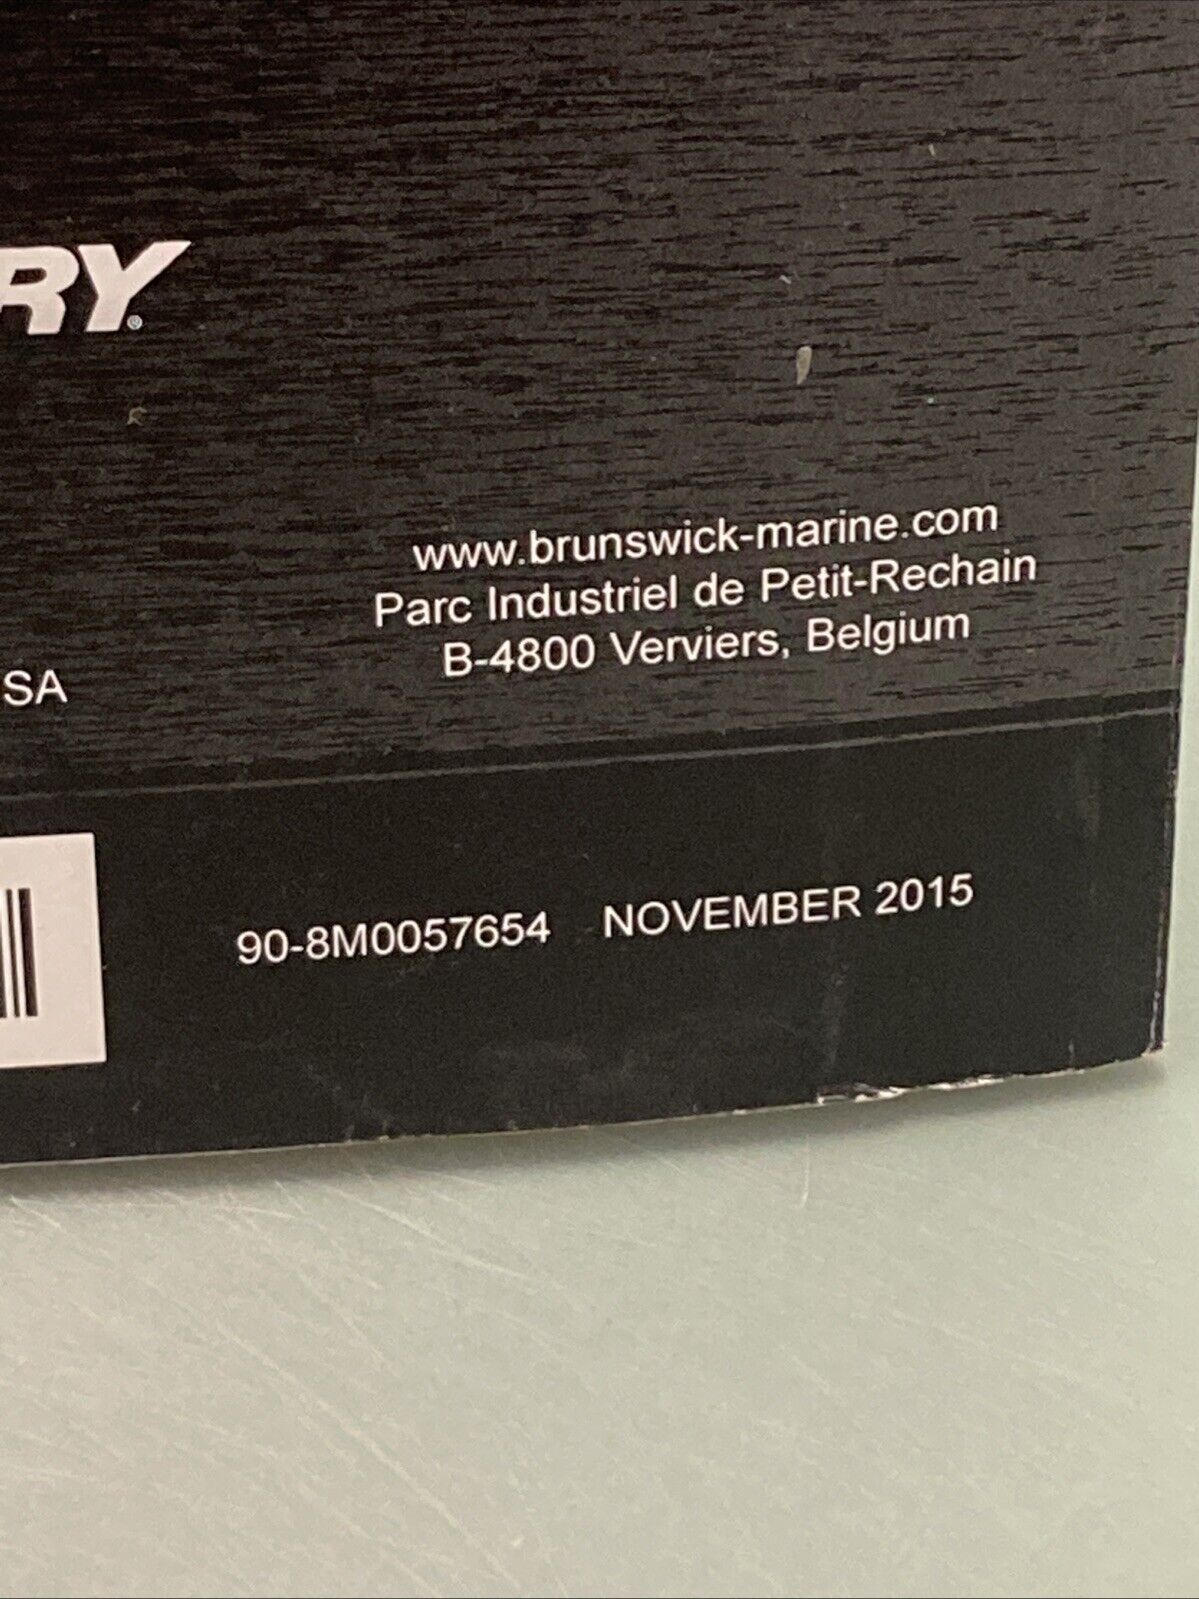 RY®
www.brunswick-marine.com
Parc Industriel de Petit-Rechain
B-4800 Verviers, Belgium
SA
90-8M0057654 NOVEMBER 2015